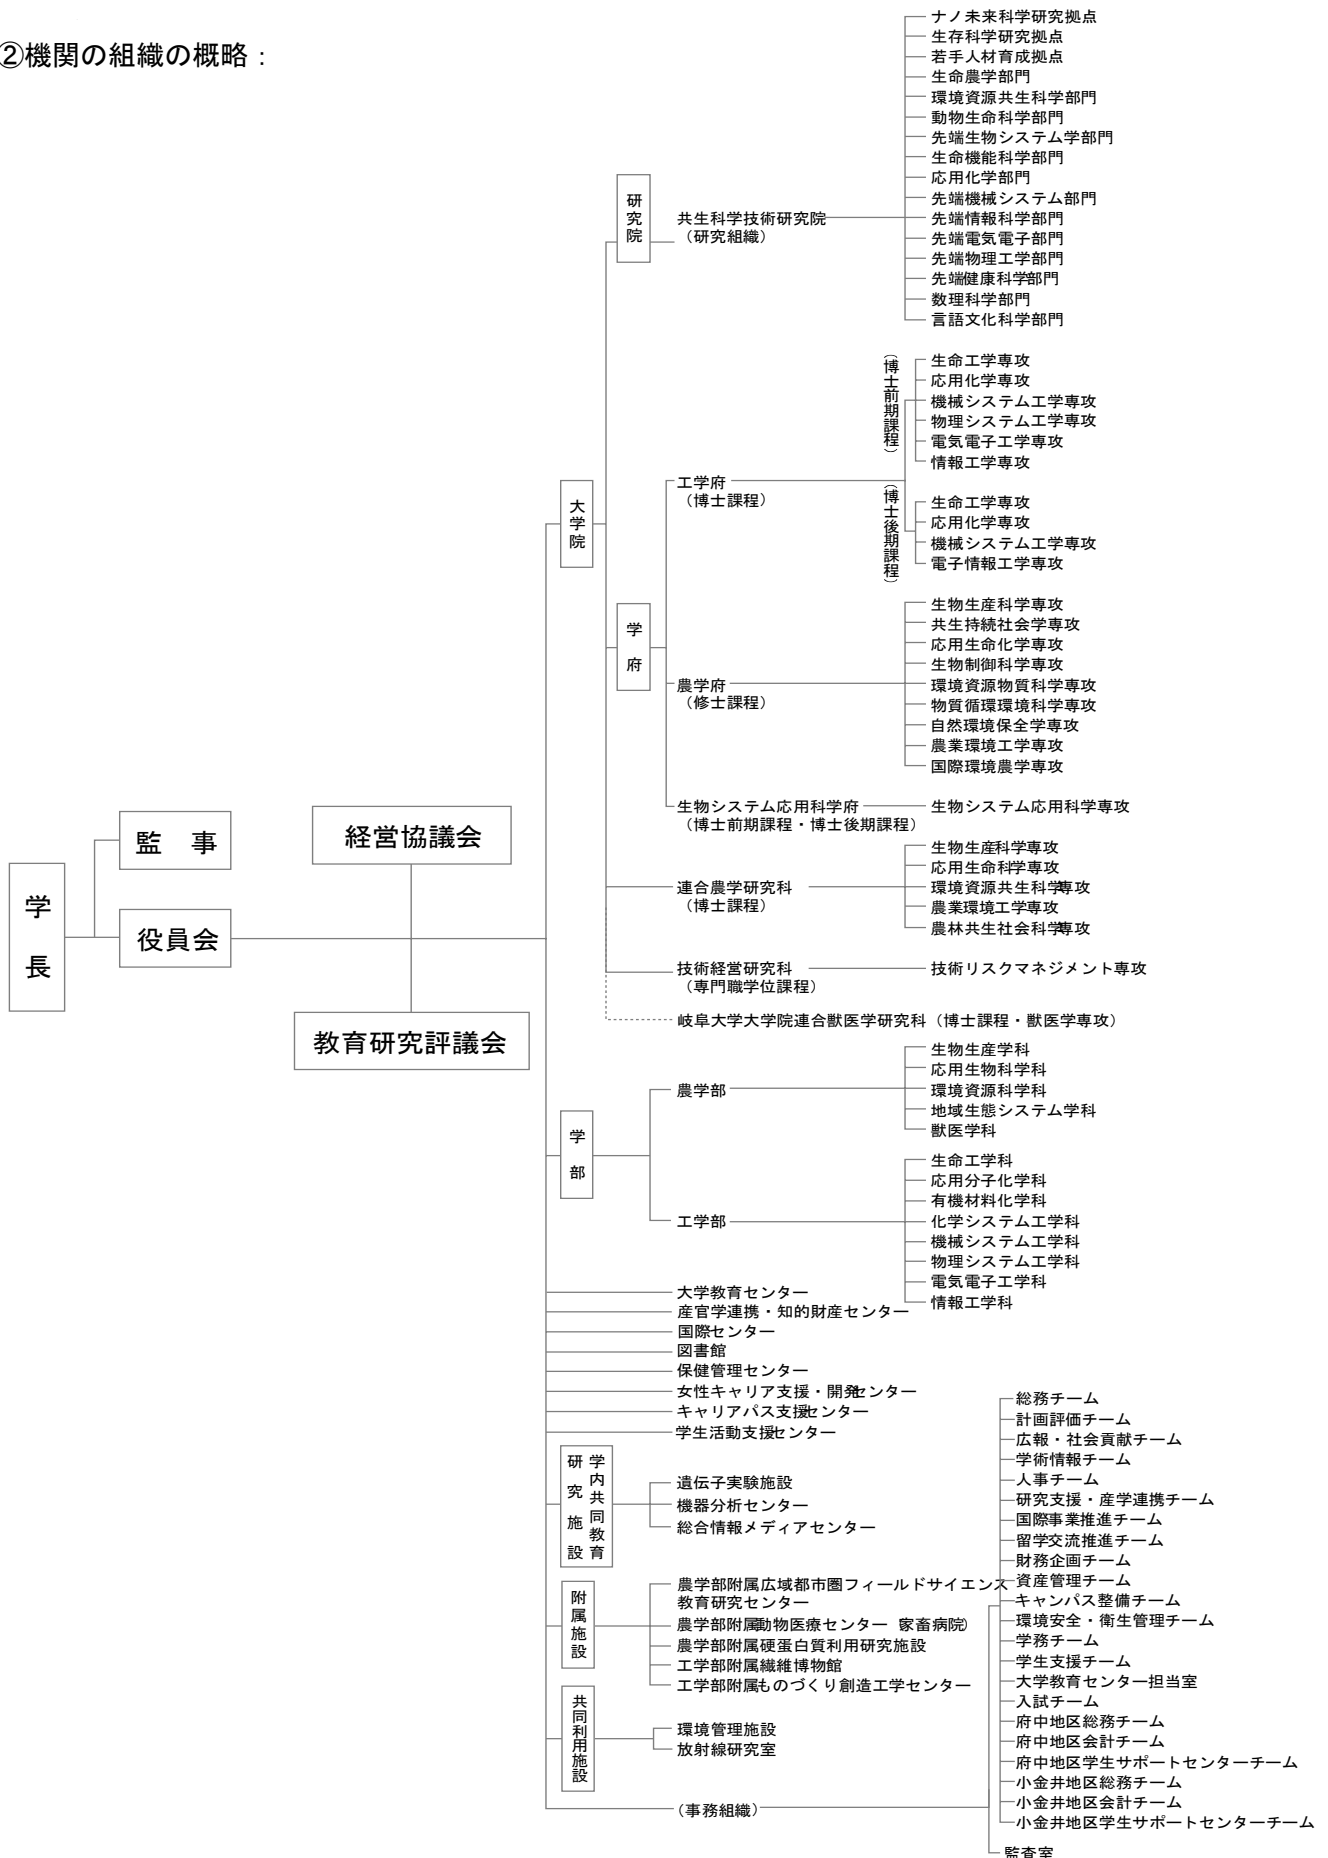 ②機関の組織の概略：
学長
監　事
役員会
経営協議会
教育研究評議会
大学院
研究院
共生科学技術研究院
（研究組織）
ナノ未来科学研究拠点
生存科学研究拠点
若手人材育成拠点
生命農学部門
環境資源共生科学部門
動物生命科学部門
先端生物システム学部門
生命機能科学部門
応用化学部門
先端機械システム部門
先端情報科学部門
先端電気電子部門
先端物理工学部門
先端健康科学部門
数理科学部門
言語文化科学部門
学府
工学府
（博士課程）
（博士前期課程）
生命工学専攻
応用化学専攻
機械システム工学専攻
物理システム工学専攻
電気電子工学専攻
情報工学専攻
（博士後期課程）
生命工学専攻
応用化学専攻
機械システム工学専攻
電子情報工学専攻
農学府
（修士課程）
生物生産科学専攻
共生持続社会学専攻
応用生命化学専攻
生物制御科学専攻
環境資源物質科学専攻
物質循環環境科学専攻
自然環境保全学専攻
農業環境工学専攻
国際環境農学専攻
生物システム応用科学府
（博士前期課程・博士後期課程）
生物システム応用科学専攻
連合農学研究科
（博士課程）
生物生産科学専攻
応用生命科学専攻
環境資源共生科学専攻
農業環境工学専攻
農林共生社会科学専攻
技術経営研究科
（専門職学位課程）
技術リスクマネジメント専攻
岐阜大学大学院連合獣医学研究科（博士課程・獣医学専攻）
学部
農学部
生物生産学科
応用生物科学科
環境資源科学科
地域生態システム学科
獣医学科
工学部
生命工学科
応用分子化学科
有機材料化学科
化学システム工学科
機械システム工学科
物理システム工学科
電気電子工学科
情報工学科
大学教育センター
産官学連携・知的財産センター
国際センター
図書館
保健管理センター
女性キャリア支援・開発センター
キャリアパス支援センター
学生活動支援センター
学内共同教育
研究施設
遺伝子実験施設
機器分析センター
総合情報メディアセンター
附属施設
農学部附属広域都市圏フィールドサイエンス
教育研究センター
農学部附属動物医療センター 家畜病院）
農学部附属硬蛋白質利用研究施設
工学部附属繊維博物館
工学部附属ものづくり創造工学センター
共同利用施設
環境管理施設
放射線研究室
（事務組織）
総務チーム
計画評価チーム
広報・社会貢献チーム
学術情報チーム
人事チーム
研究支援・産学連携チーム
国際事業推進チーム
留学交流推進チーム
財務企画チーム
資産管理チーム
キャンパス整備チーム
環境安全・衛生管理チーム
学務チーム
学生支援チーム
大学教育センター担当室
入試チーム
府中地区総務チーム
府中地区会計チーム
府中地区学生サポートセンターチーム
小金井地区総務チーム
小金井地区会計チーム
小金井地区学生サポートセンターチーム
監査室